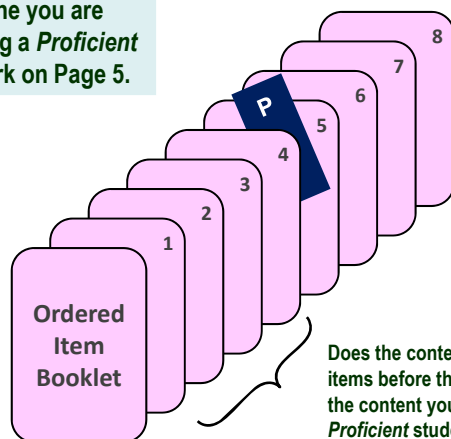 ne you are
g a Proficient
rk on Page 5.
8
7
6
P
5
4
3
2
1
Ordered
Item
Booklet
Does the conte
items before th
the content you
Proficient stude